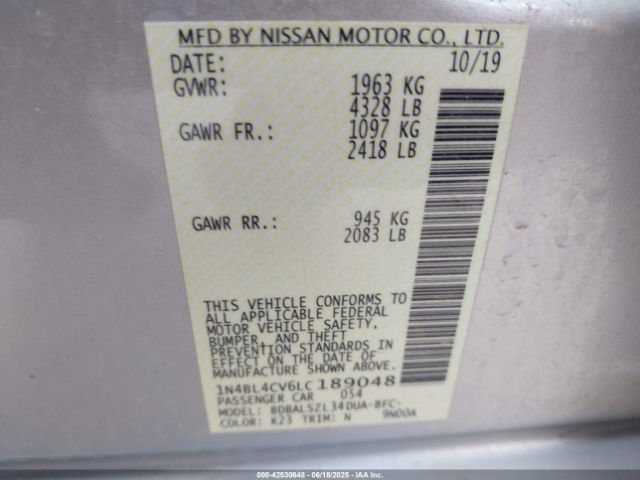 MFD BY NISSAN MOTOR CO., LTD.
DATE: 10/19
GVWR: 1963 KG
4328 LB
GAWR FR.: 1097 KG
2418 LB
GAWR RR.: 945 KG
2083 LB
THIS VEHICLE CONFORMS TO
ALL APPLICABLE FEDERAL
MOTOR VEHICLE SAFETY,
BUMPER, AND THEFT
PREVENTION STANDARDS IN
EFFECT ON THE DATE OF
MANUFACTURE SHOWN ABOVE.
1N4BL4CV6LC189048
PASSENGER CAR 054
MODEL: BDBALSZL34DUA-BFC-
COLOR: K23 TRIM: N 9N00A
000-42530648 - 06/18/2025 - IAAI.COM